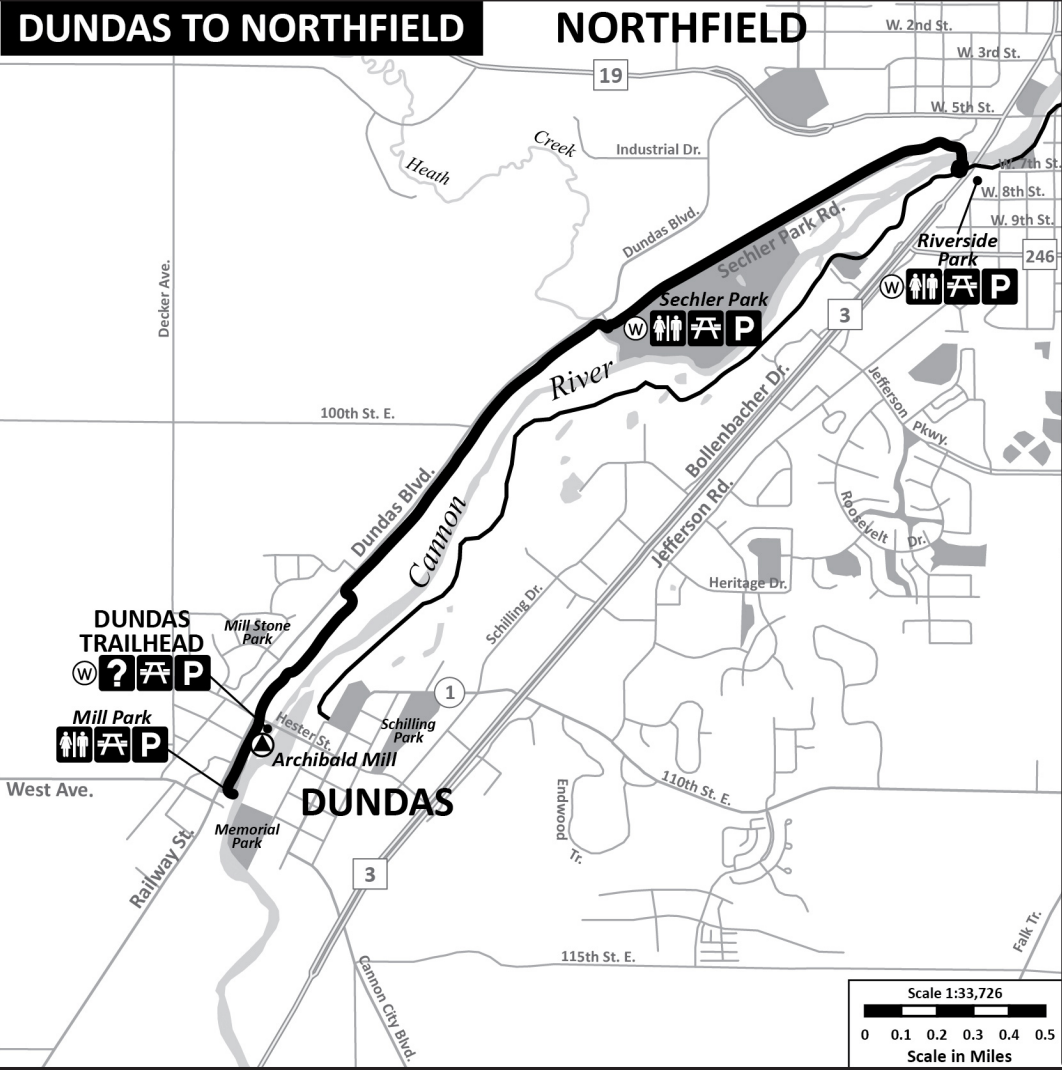 DUNDAS TO NORTHFIELD
NORTHFIELD
W. 2nd St.
W. 3rd St.
19
W. 5th St.
Creek
Industrial Dr.
Heath
W. 7th St.
W. 8th St.
W. 9th St.
Dundas Blvd.
Sechler Park Rd.
Riverside
Park
246
W
P
Decker Ave.
Sechler Park
W
P
3
River
Bollenbacher Dr.
Jefferson
Pkwy.
100th St. E.
Dundas Blvd.
Cannon
Jefferson Rd.
Roosevelt
Dr.
Heritage Dr.
Schilling Dr.
DUNDAS
TRAILHEAD
W
?
P
Mill Stone
Park
1
Mill Park
P
Hester St.
Schilling
Park
Archibald Mill
West Ave.
DUNDAS
110th St. E.
Endwood
Tr.
Memorial
Park
Railway St.
3
Falk Tr.
115th St. E.
Cannon City Blvd.
Scale 1:33,726
0 0.1 0.2 0.3 0.4 0.5
Scale in Miles